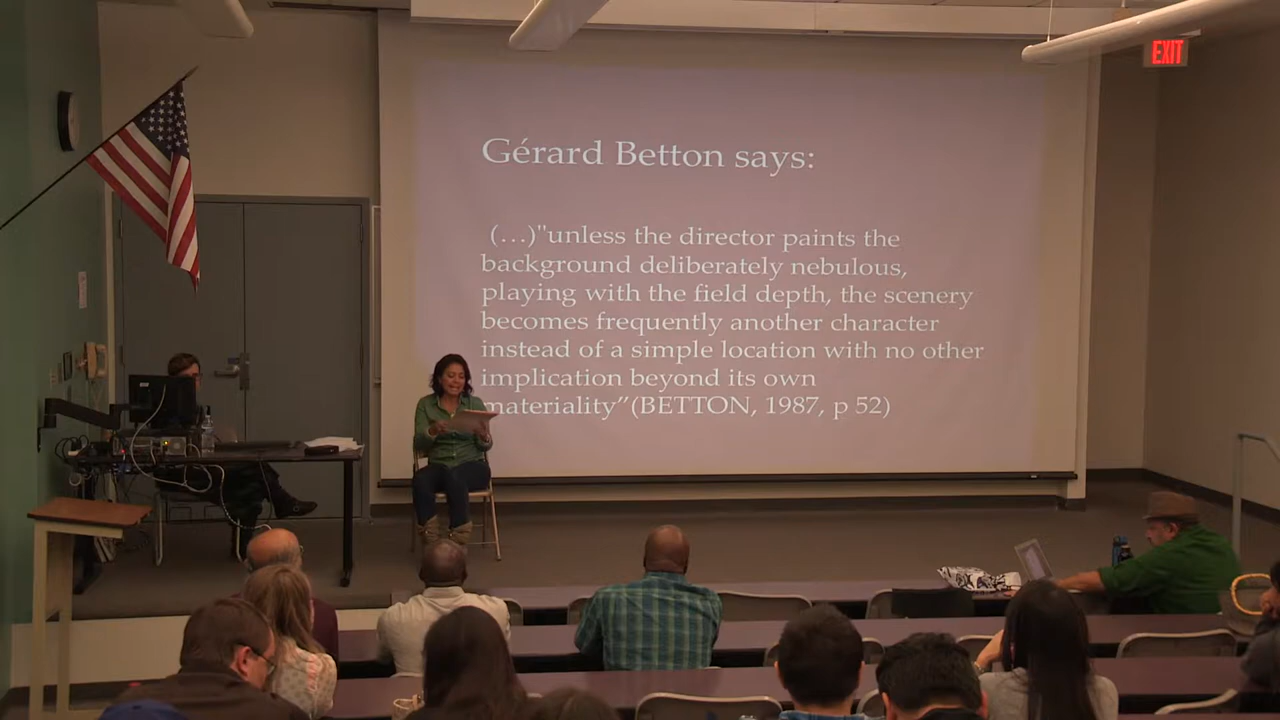 EXIT
Gérard Betton says:
(…)"unless the director paints the
background deliberately nebulous,
playing with the field depth, the scenery
becomes frequently another character
instead of a simple location with no other
implication beyond its own
materiality”(BETTON, 1987, p 52)